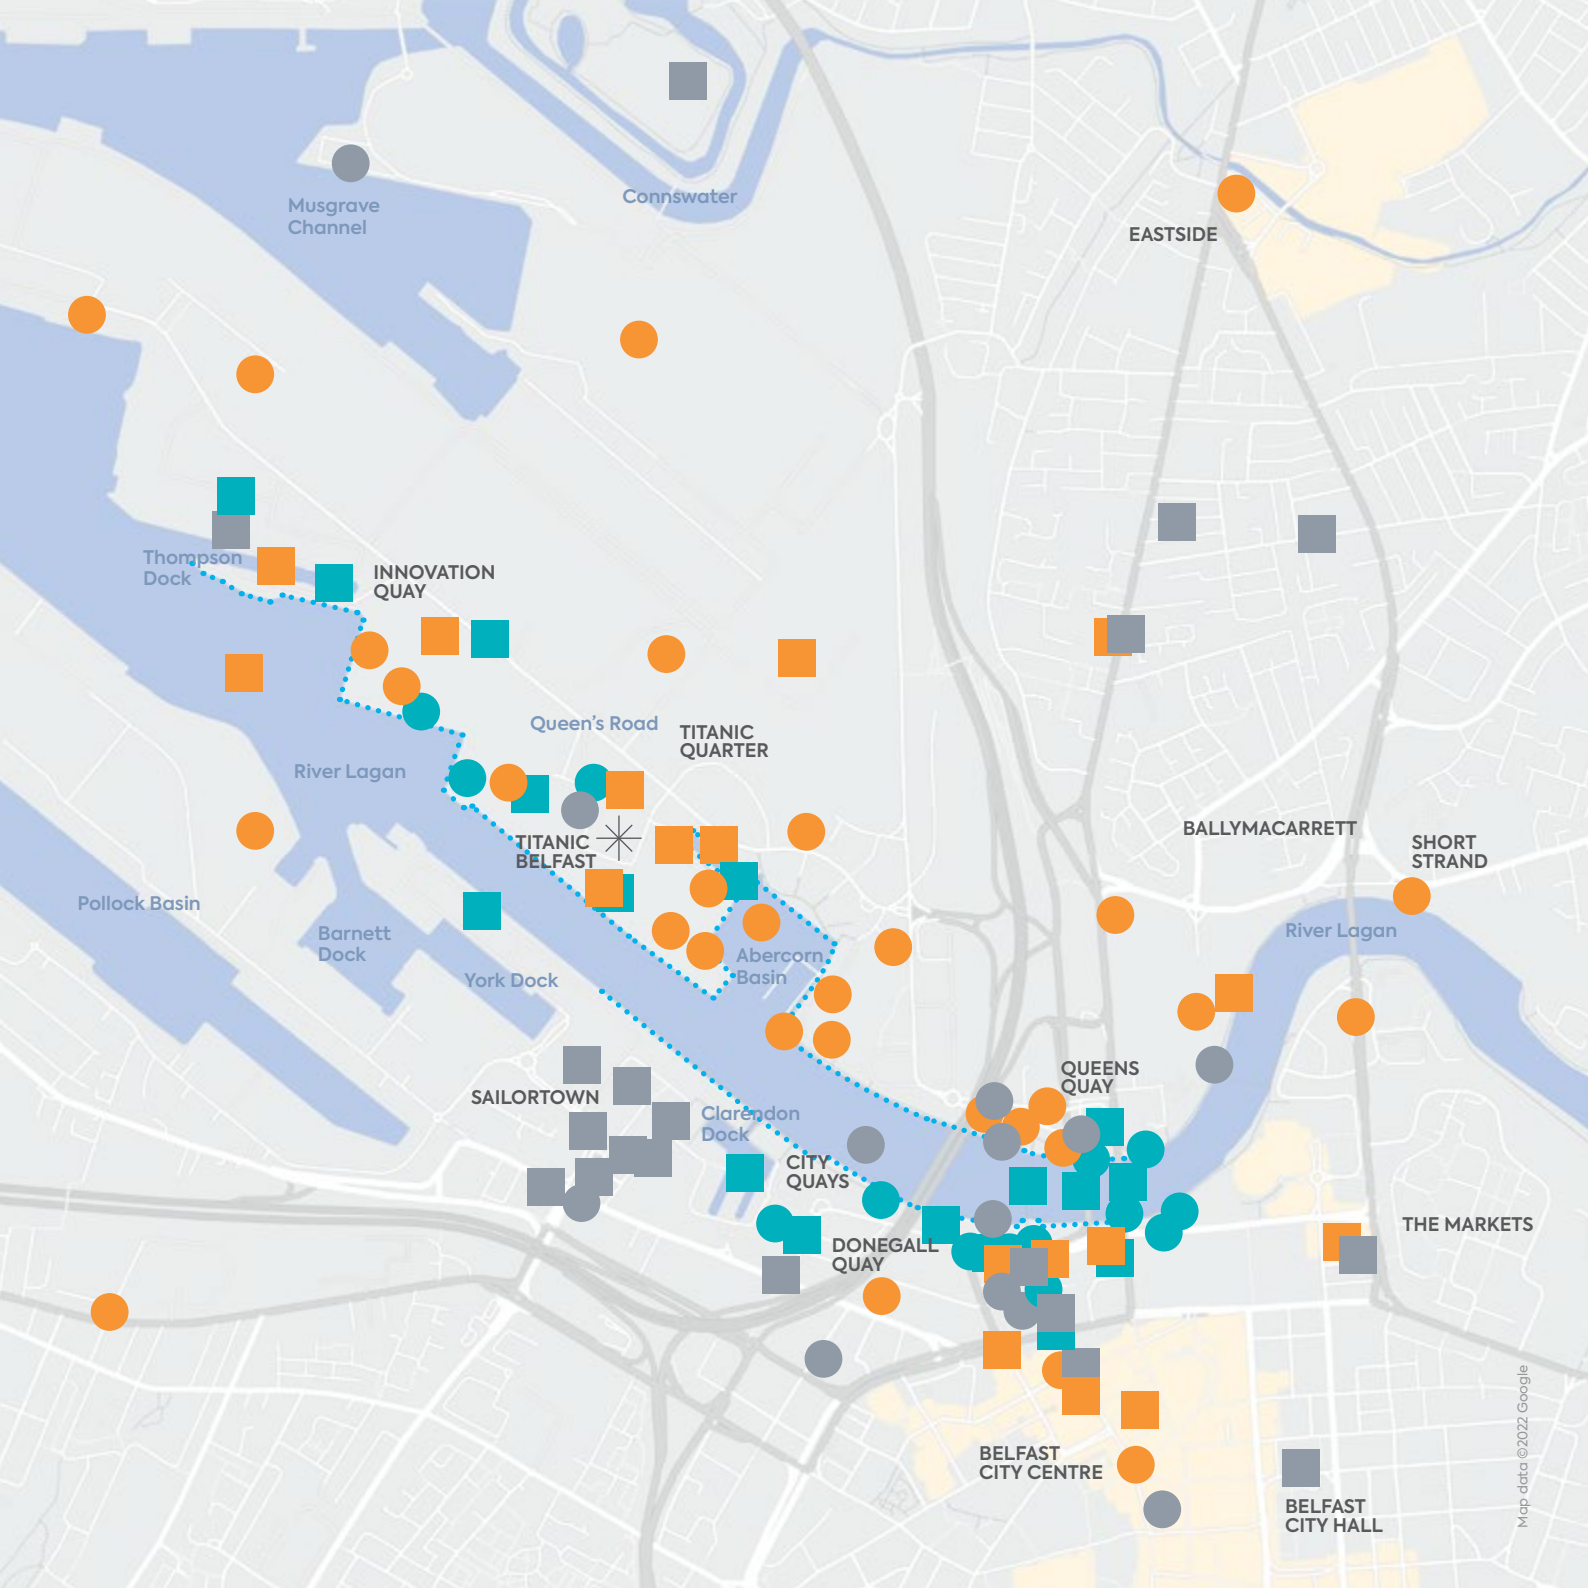 Connswater
Musgrave
Channel
EASTSIDE
Thompson
Dock
INNOVATION
QUAY
Queen's Road
TITANIC
QUARTER
River Lagan
BALLYMACARRETT
SHORT
STRAND
TITANIC
BELFAST
Pollock Basin
River Lagan
Barnett
Dock
Abercorn
Basin
York Dock
QUEENS
QUAY
SAILORTOWN
Clarendon
Dock
CITY
QUAYS
THE MARKETS
DONEGALL
QUAY
BELFAST
CITY CENTRE
BELFAST
CITY HALL
Map data ©2022 Google